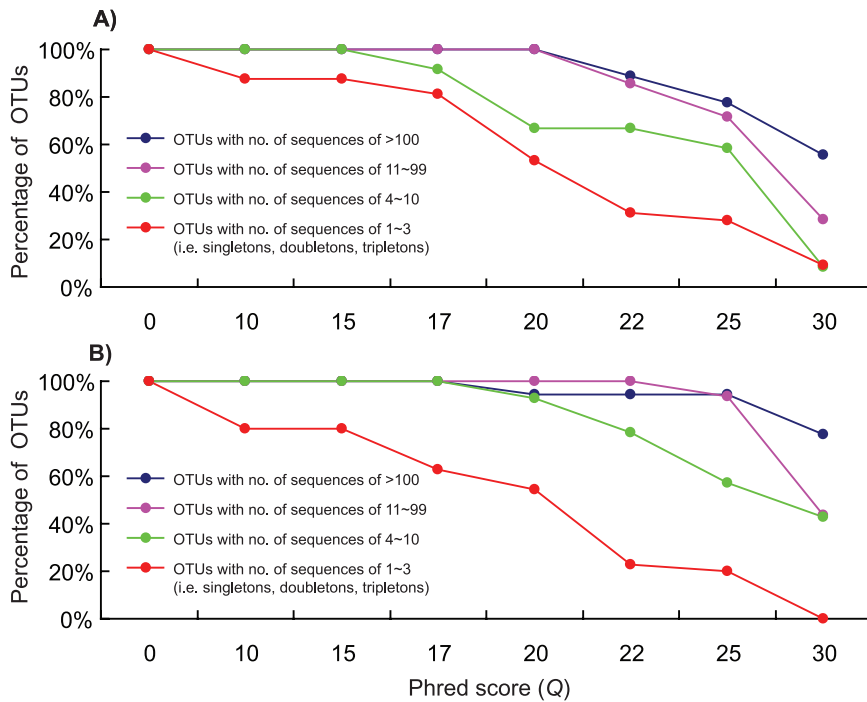 A)
Percentage of OTUs
100%
80%
60%
40%
20%
0%
OTUs with no. of sequences of >100
OTUs with no. of sequences of 11~99
OTUs with no. of sequences of 4~10
OTUs with no. of sequences of 1~3
(i.e. singletons, doubletons, tripletons)
0 10 15 17 20 22 25 30
B)
Percentage of OTUs
100%
80%
60%
40%
20%
0%
OTUs with no. of sequences of >100
OTUs with no. of sequences of 11~99
OTUs with no. of sequences of 4~10
OTUs with no. of sequences of 1~3
(i.e. singletons, doubletons, tripletons)
0 10 15 17 20 22 25 30
Phred score (Q)